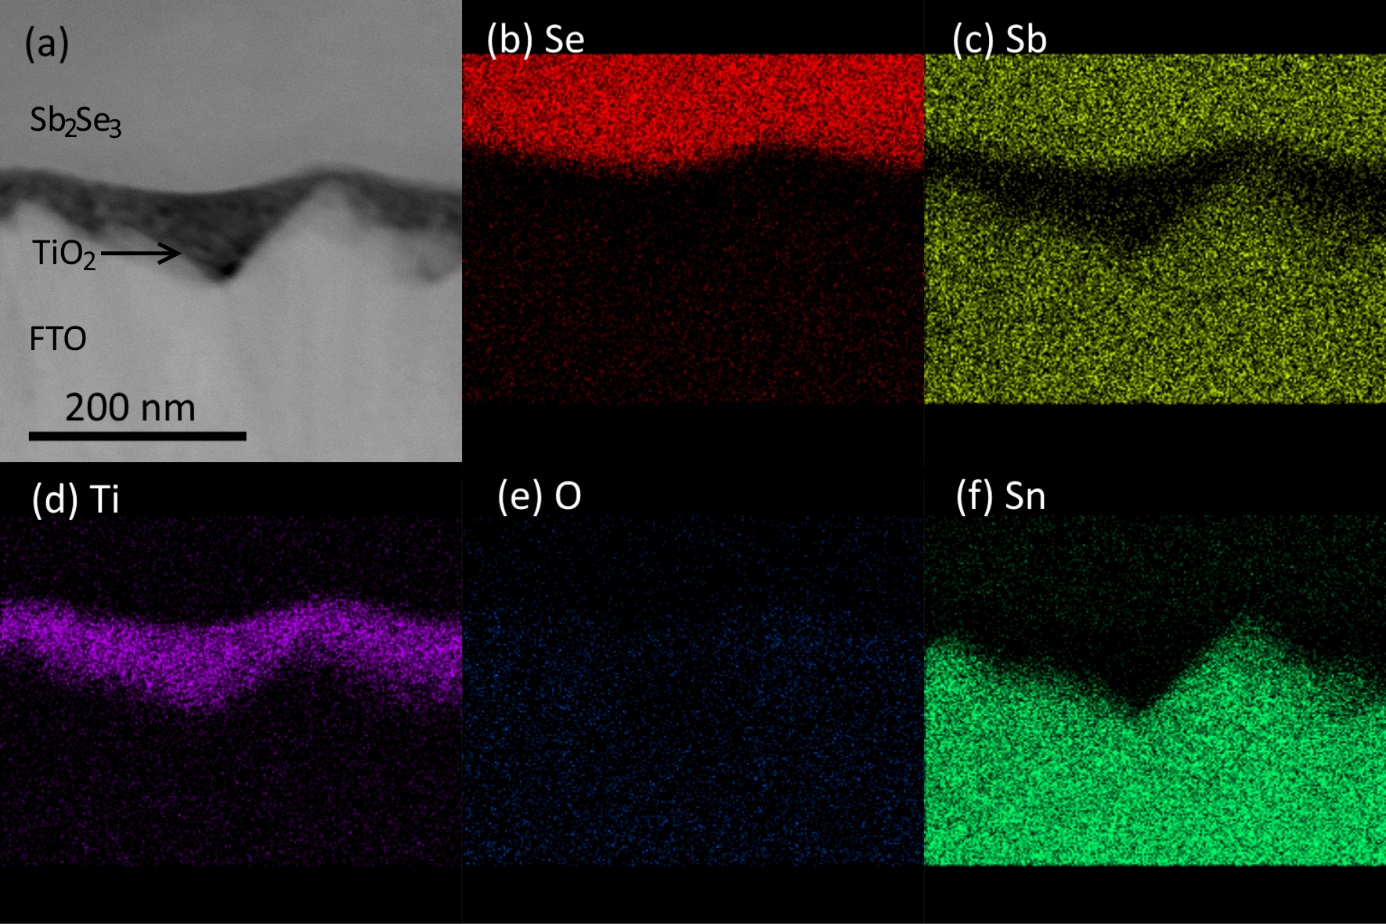 (a)
(b) Se
(c) Sb
Sb₂Se₃
TiO₂
FTO
200 nm
(d) Ti
(e) O
(f) Sn